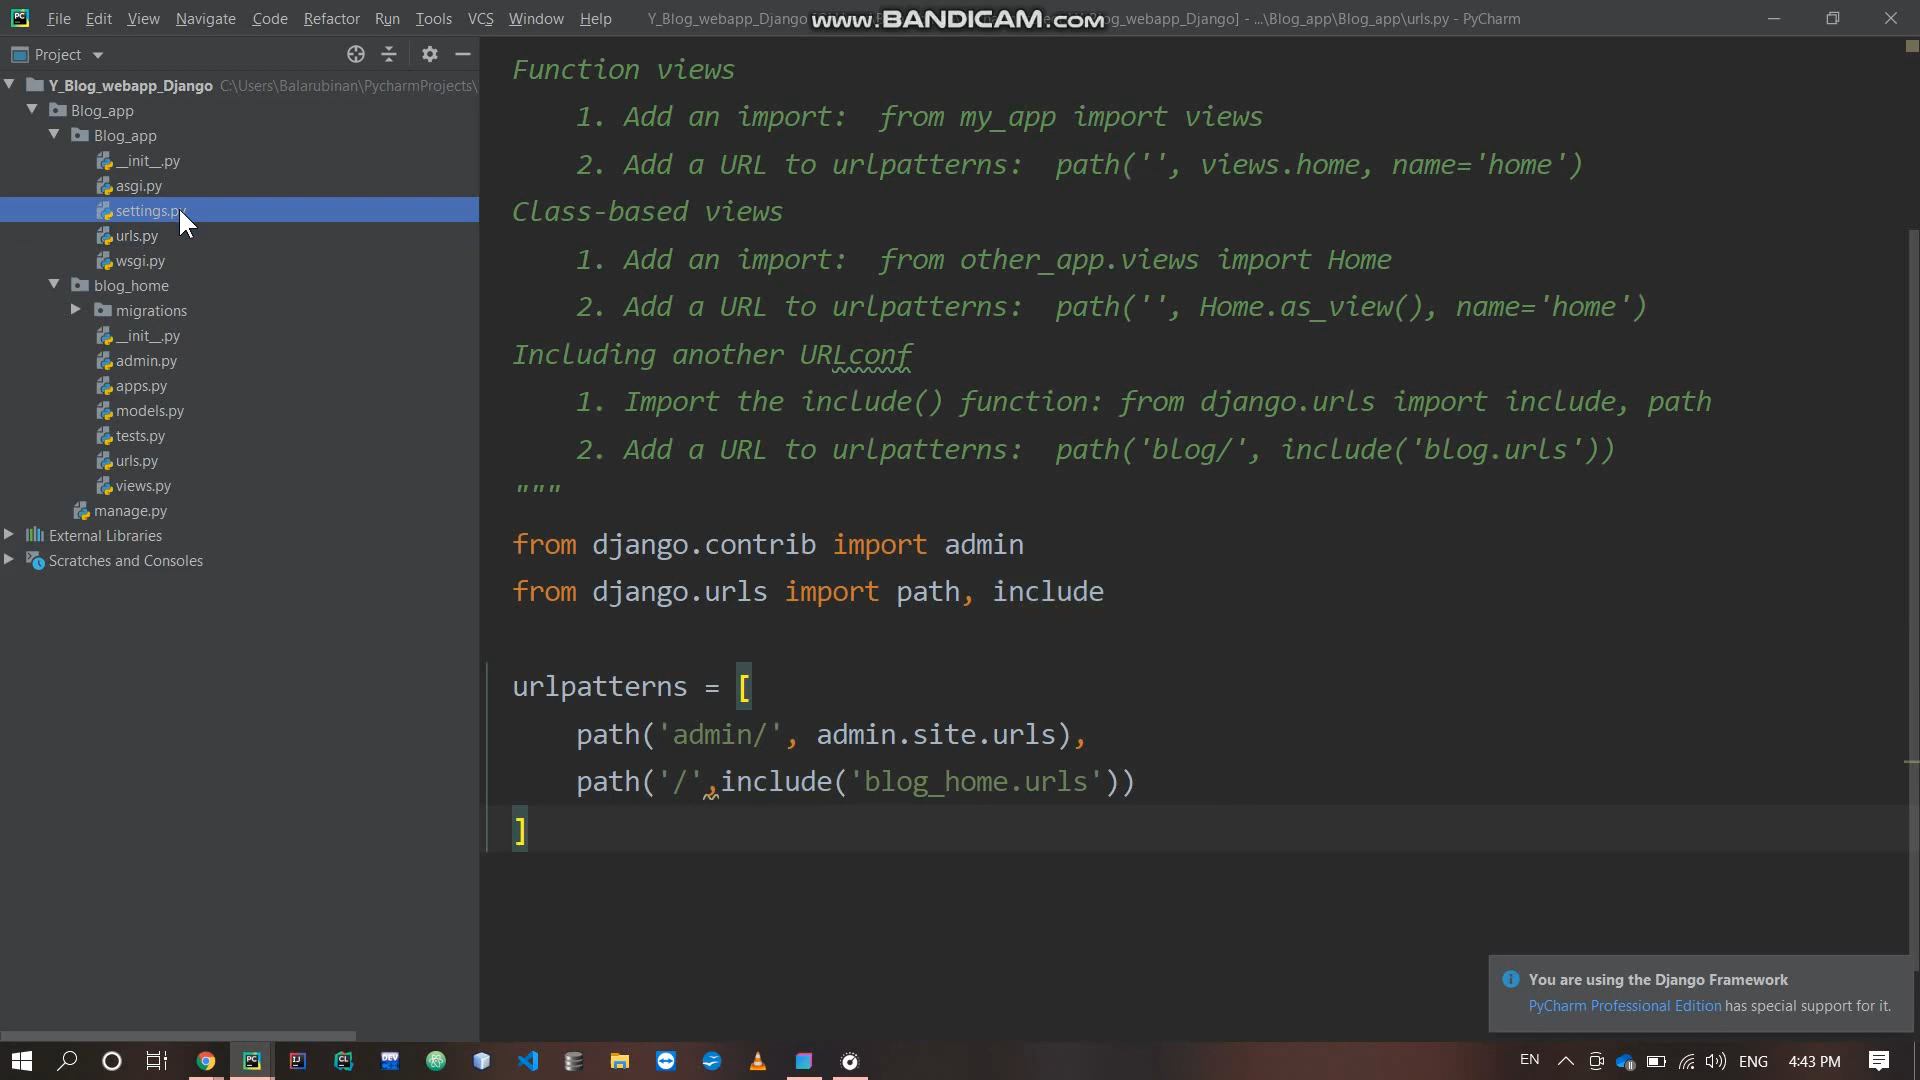 File Edit View Navigate Code Refactor Run Tools VCS Window Help Y_Blog_webapp_Django www.BANDICAM.com _Blog_webapp_Django] - ...\Blog_app\Blog_app\urls.py - PyCharm
Project
Y_Blog_webapp_Django C:\Users\Balarubinan\PycharmProjects\
Blog_app
Blog_app
__init__.py
asgi.py
settings.py
urls.py
wsgi.py
blog_home
migrations
__init__.py
admin.py
apps.py
models.py
tests.py
urls.py
views.py
manage.py
External Libraries
Scratches and Consoles
Function views
1. Add an import:  from my_app import views
2. Add a URL to urlpatterns:  path('', views.home, name='home')
Class-based views
1. Add an import:  from other_app.views import Home
2. Add a URL to urlpatterns:  path('', Home.as_view(), name='home')
Including another URLconf
1. Import the include() function: from django.urls import include, path
2. Add a URL to urlpatterns:  path('blog/', include('blog.urls'))
"""
from django.contrib import admin
from django.urls import path, include
urlpatterns = [
path('admin/', admin.site.urls),
path('/',include('blog_home.urls'))
]
You are using the Django Framework
PyCharm Professional Edition has special support for it.
EN ENG 4:43 PM